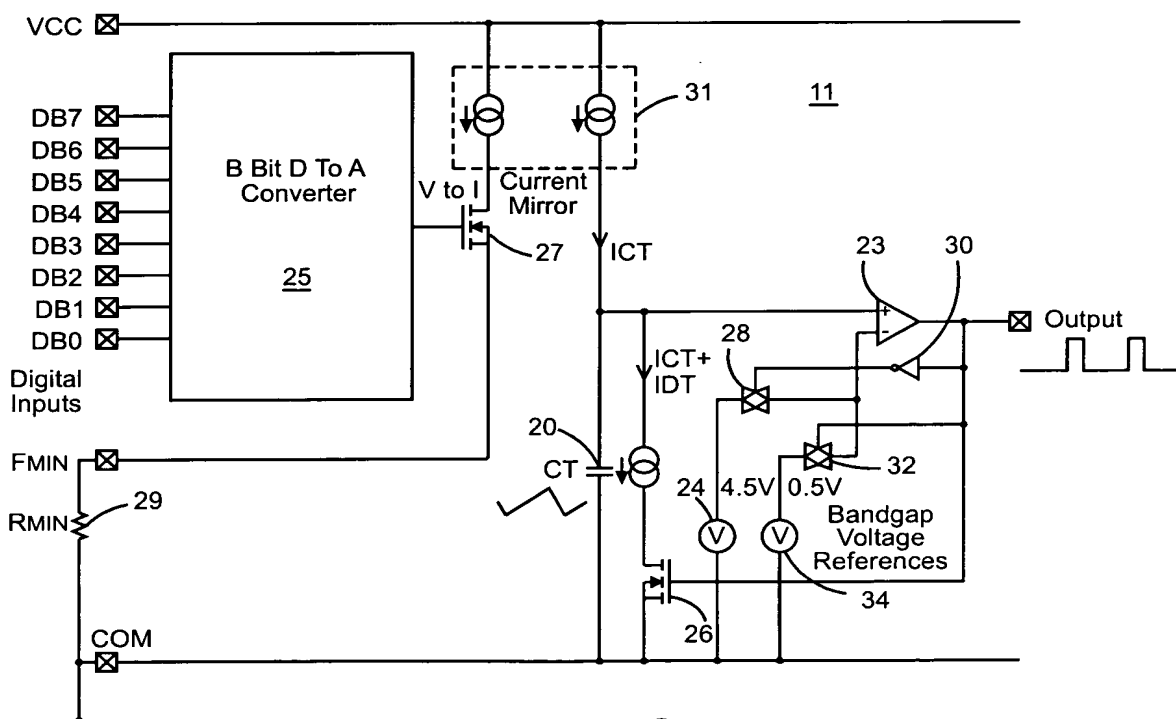 VCC
31
11
DB7
DB6
DB5
DB4
DB3
DB2
DB1
DB0
B Bit D To A
Converter
25
V to I
Current
Mirror
27
ICT
23
30
+
-
Output
Digital
Inputs
28
ICT+
IDT
20
CT
32
FMIN
29
RMIN
24
4.5V
0.5V
V
V
Bandgap
Voltage
References
34
26
COM